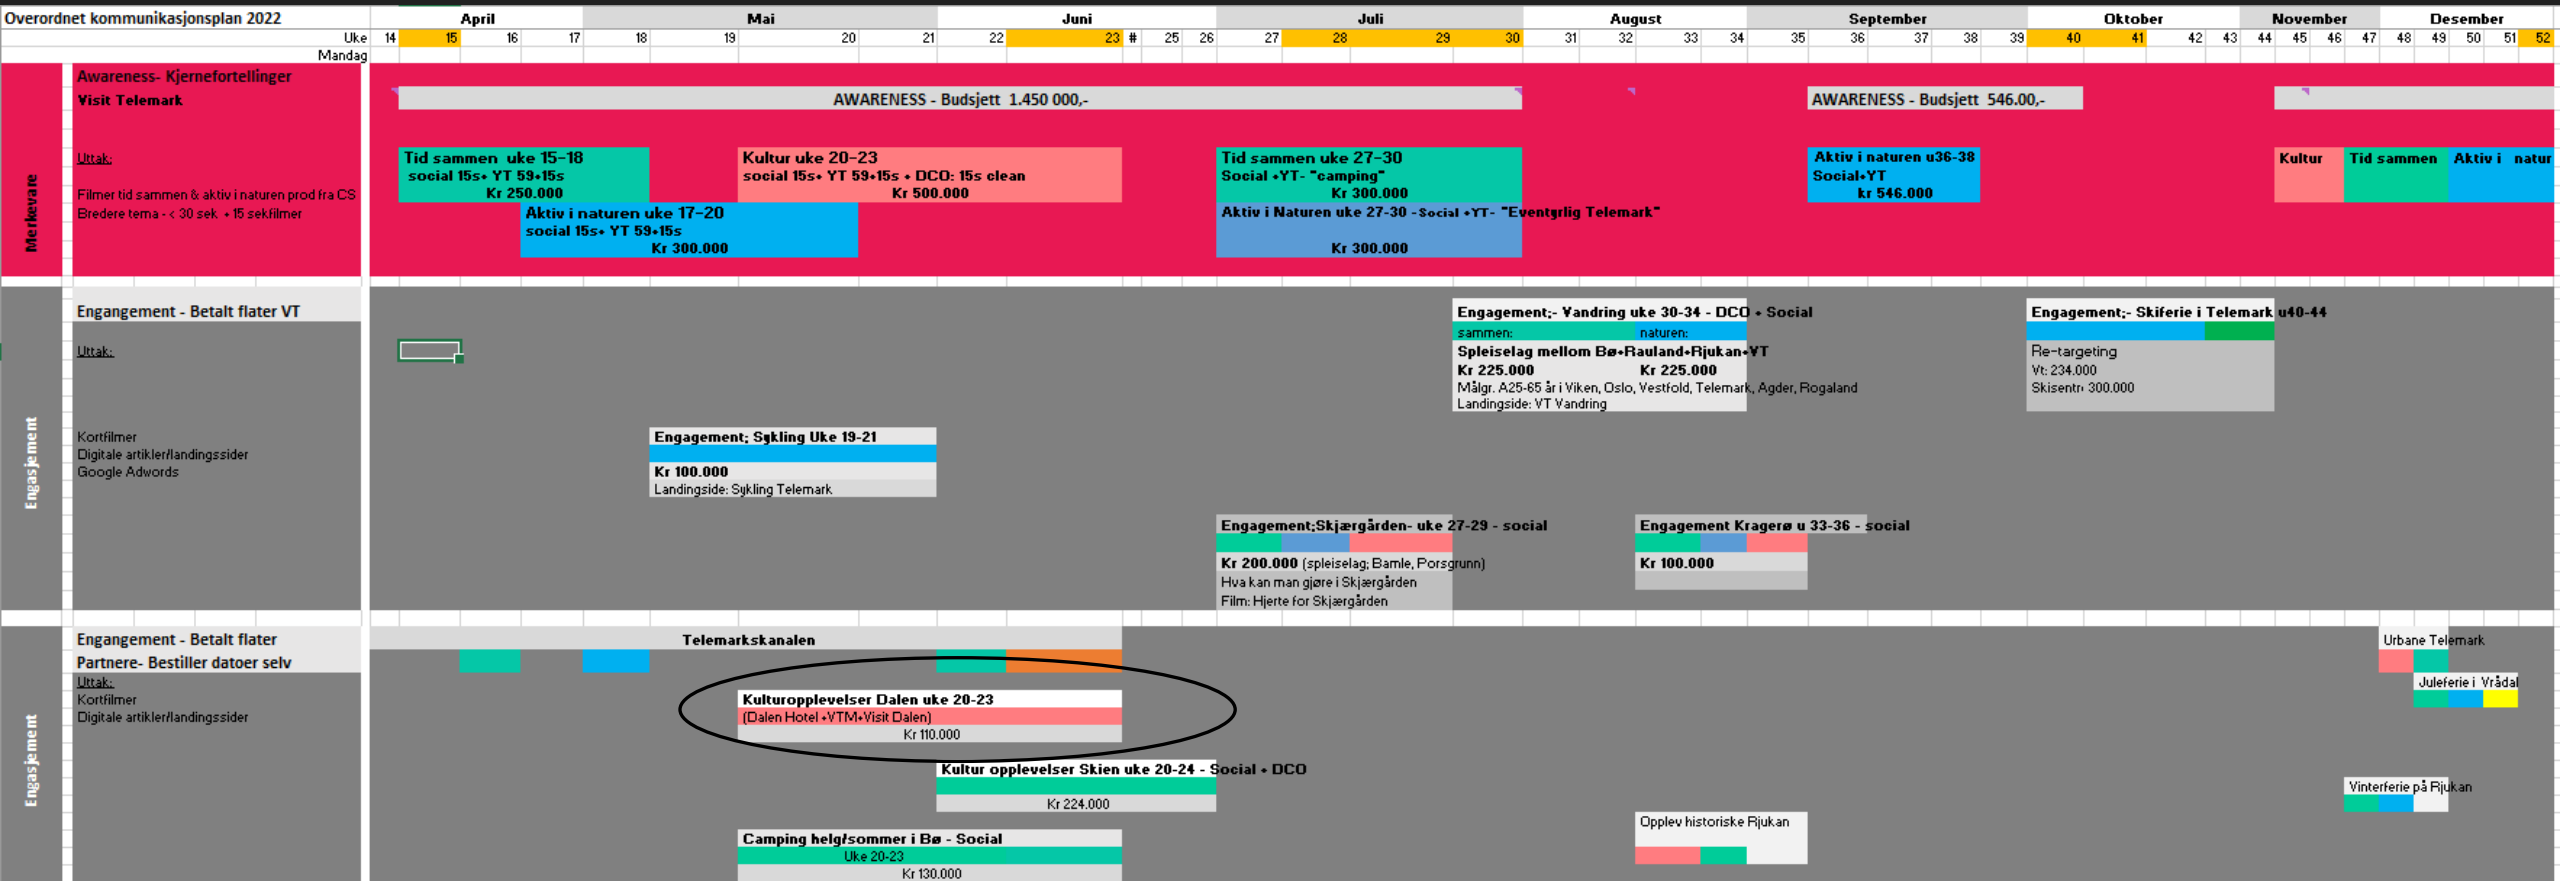 Overordnet kommunikasjonsplan 2022 April Mai Juni Juli August September Oktober November Desember
Uke 14 15 16 17 18 19 20 21 22 23 # 25 26 27 28 29 30 31 32 33 34 35 36 37 38 39 40 41 42 43 44 45 46 47 48 49 50 51 52
Mandag
Merkevare
Awareness- Kjernefortellinger
Visit Telemark
AWARENESS - Budsjett 1.450 000,-
AWARENESS - Budsjett 546.00,-
Uttak:
Filmer tid sammen & aktiv i naturen prod fra CS
Bredere tema - < 30 sek +15 sekfilmer
Tid sammen uke 15-18
social 15s+ YT 59+15s
Kr 250.000
Aktiv i naturen uke 17-20
social 15s+ YT 59+15s
Kr 300.000
Kultur uke 20-23
social 15s+ YT 59+15s + DCO: 15s clean
Kr 500.000
Tid sammen uke 27-30
Social +YT- "camping"
Kr 300.000
Aktiv i Naturen uke 27-30 -Social +YT- "Eventyrlig Telemark"
Kr 300.000
Aktiv i naturen u36-38
Social+YT
kr 546.000
Kultur
Tid sammen
Aktiv i natur
Engasjement
Engangement - Betalt flater VT
Uttak:
Kortfilmer
Digitale artikler/landingssider
Google Adwords
Engagement;- Vandring uke 30-34 - DCO + Social
sammen: naturen:
Spleiselag mellom Bø+Rauland+Rjukan+VT
Kr 225.000 Kr 225.000
Målgr. A25-65 år i Viken, Oslo, Vestfold, Telemark, Agder, Rogaland
Landingside: VT Vandring
Engagement;- Skiferie i Telemark u40-44
Re-targeting
Vt: 234.000
Skisentr 300.000
Engagement; Sykling Uke 19-21
Kr 100.000
Landingside: Sykling Telemark
Engagement;Skjærgården- uke 27-29 - social
Kr 200.000 (spleiselag; Bamle, Porsgrunn)
Hva kan man gjøre i Skjærgården
Film: Hjerte for Skjærgården
Engagement Kragerø u 33-36 - social
Kr 100.000
Engasjement
Engangement - Betalt flater
Partnere- Bestiller datoer selv
Uttak:
Kortfilmer
Digitale artikler/landingssider
Telemarkskanalen
Kulturopplevelser Dalen uke 20-23
(Dalen Hotel +VTM+Visit Dalen)
Kr 110.000
Kultur opplevelser Skien uke 20-24 - Social + DCO
Kr 224.000
Camping helg/sommer i Bø - Social
Uke 20-23
Kr 130.000
Opplev historiske Rjukan
Urbane Telemark
Juleferie i Vrådal
Vinterferie på Rjukan